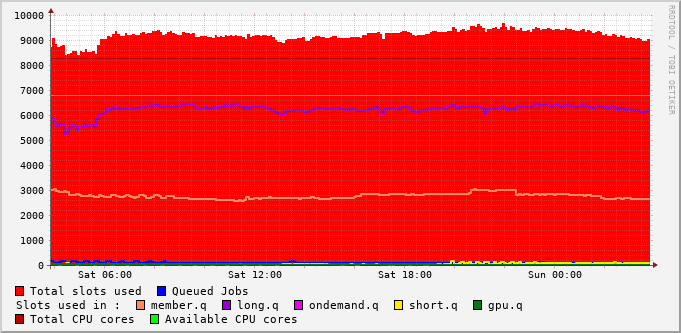 10000
9000
8000
7000
6000
5000
4000
3000
2000
1000
0
Sat 06:00 Sat 12:00 Sat 18:00 Sun 00:00
RRDTOOL / TOBI OETIKER
Total slots used Queued Jobs
Slots used in : member.q long.q ondemand.q short.q gpu.q
Total CPU cores Available CPU cores